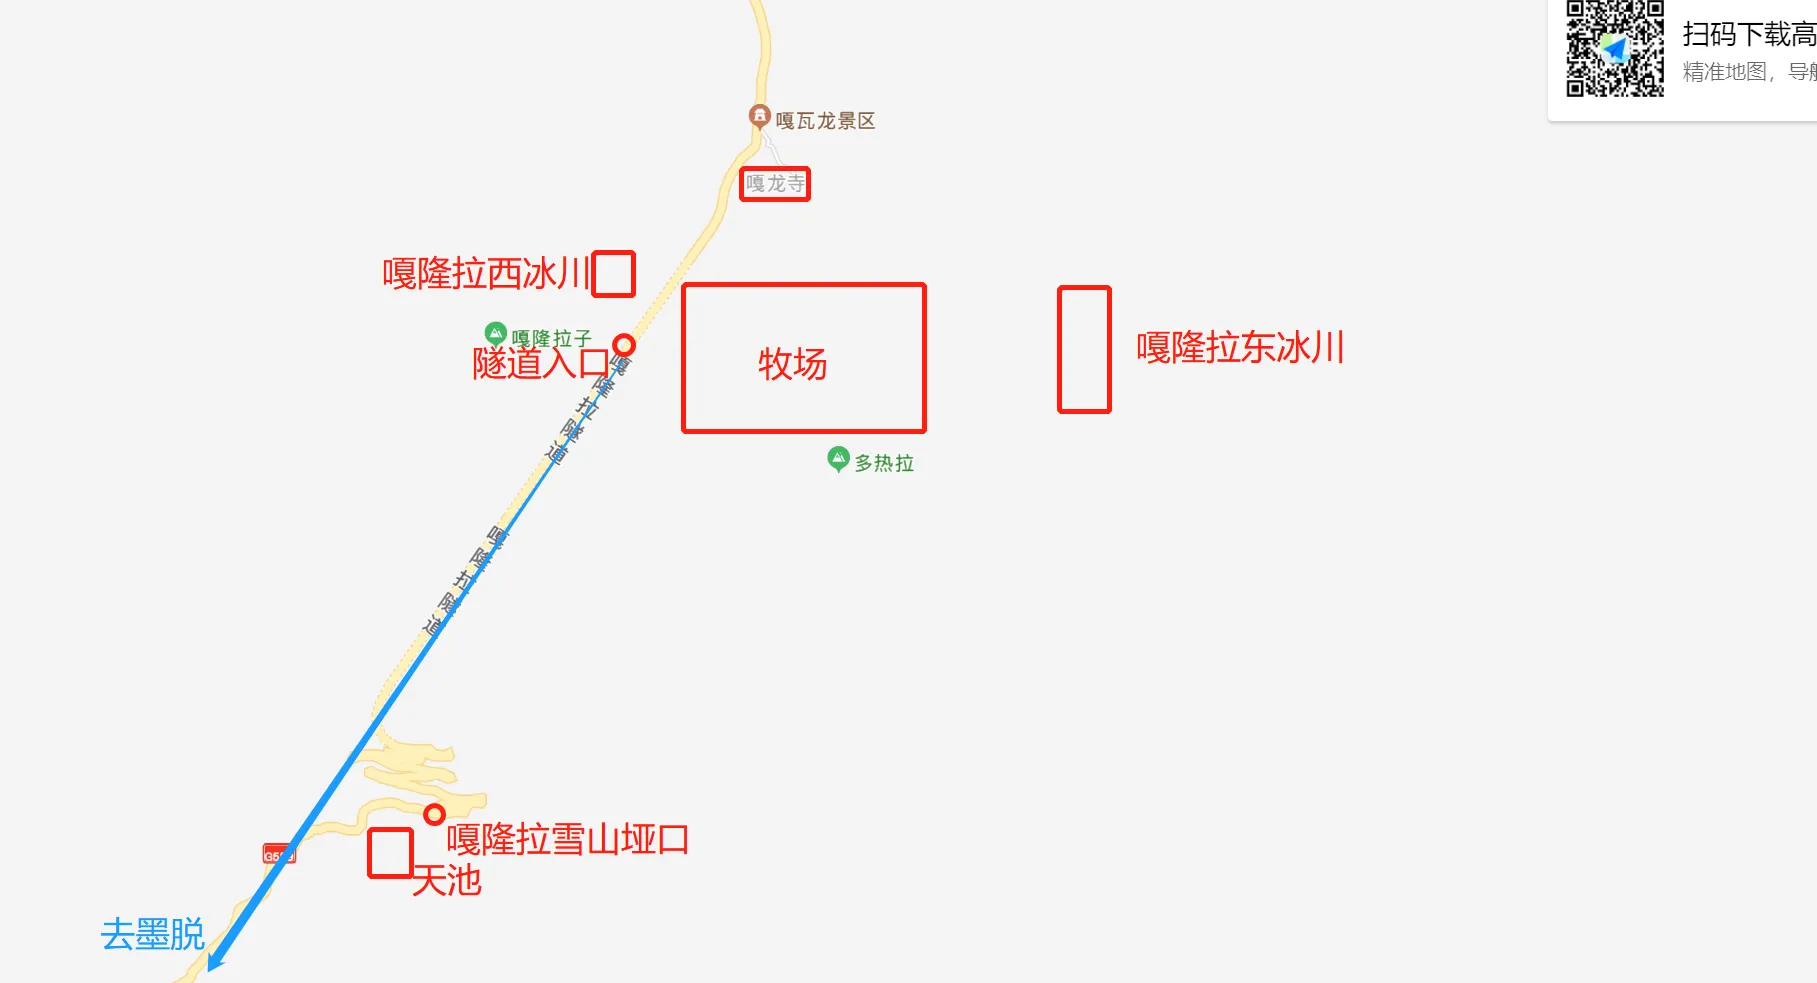 扫码下载高
精准地图，导航
嘎瓦龙景区
嘎龙寺
嘎隆拉西冰川
嘎隆拉子
隧道入口
牧场
嘎隆拉东冰川
嘎隆拉隧道
多热拉
嘎隆拉隧道
嘎隆拉雪山垭口
天池
去墨脱